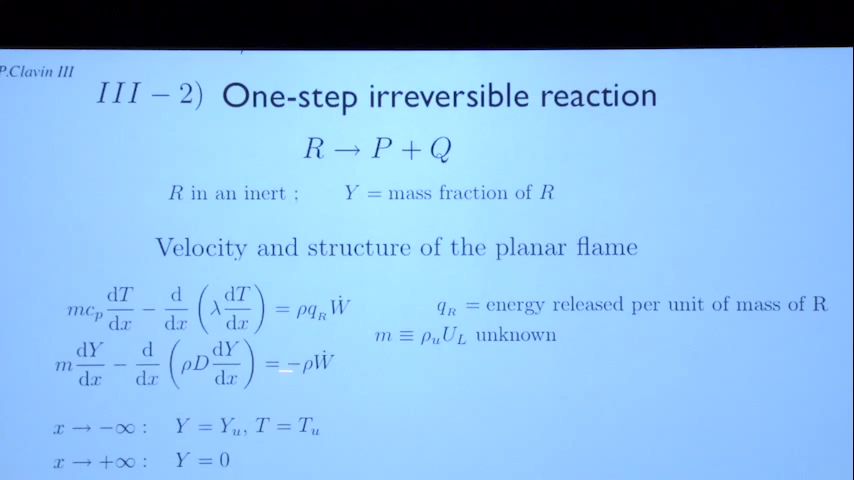 P.Clavin III
III − 2) One-step irreversible reaction
R → P + Q
R in an inert ; Y = mass fraction of R
Velocity and structure of the planar flame
mc_p dT/dx − d/dx (λ dT/dx) = ρq_R Ẇ q_R = energy released per unit of mass of R
m ≡ ρ_u U_L unknown
m dY/dx − d/dx (ρD dY/dx) = −ρẆ
x → −∞ : Y = Y_u, T = T_u
x → +∞ : Y = 0